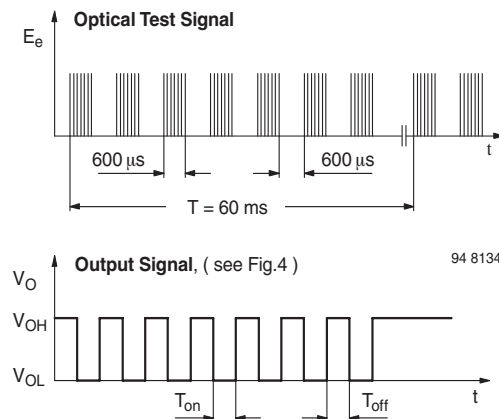 Optical Test Signal
Ee
t
600 μs
600 μs
T = 60 ms
Output Signal, ( see Fig.4 )
94 8134
VO
VOH
VOL
Ton
Toff
t